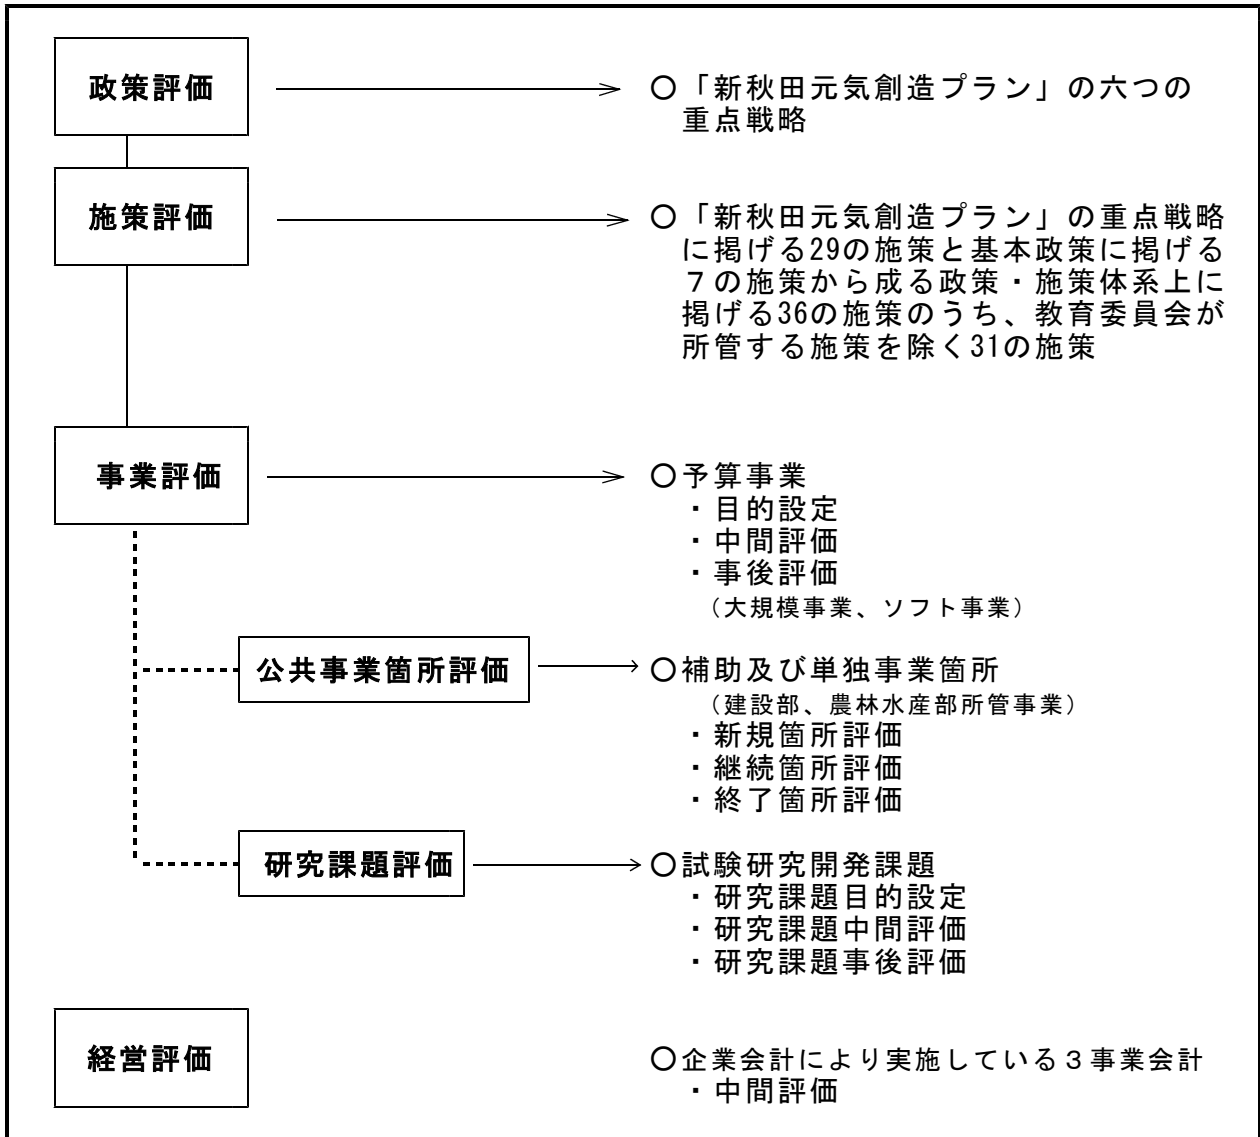 政策評価
〇「新秋田元気創造プラン」の六つの
重点戦略
施策評価
〇「新秋田元気創造プラン」の重点戦略
に掲げる29の施策と基本政策に掲げる
７の施策から成る政策・施策体系上に
掲げる36の施策のうち、教育委員会が
所管する施策を除く31の施策
事業評価
〇予算事業
・目的設定
・中間評価
・事後評価
（大規模事業、ソフト事業）
公共事業箇所評価
〇補助及び単独事業箇所
（建設部、農林水産部所管事業）
・新規箇所評価
・継続箇所評価
・終了箇所評価
研究課題評価
〇試験研究開発課題
・研究課題目的設定
・研究課題中間評価
・研究課題事後評価
経営評価
〇企業会計により実施している３事業会計
・中間評価